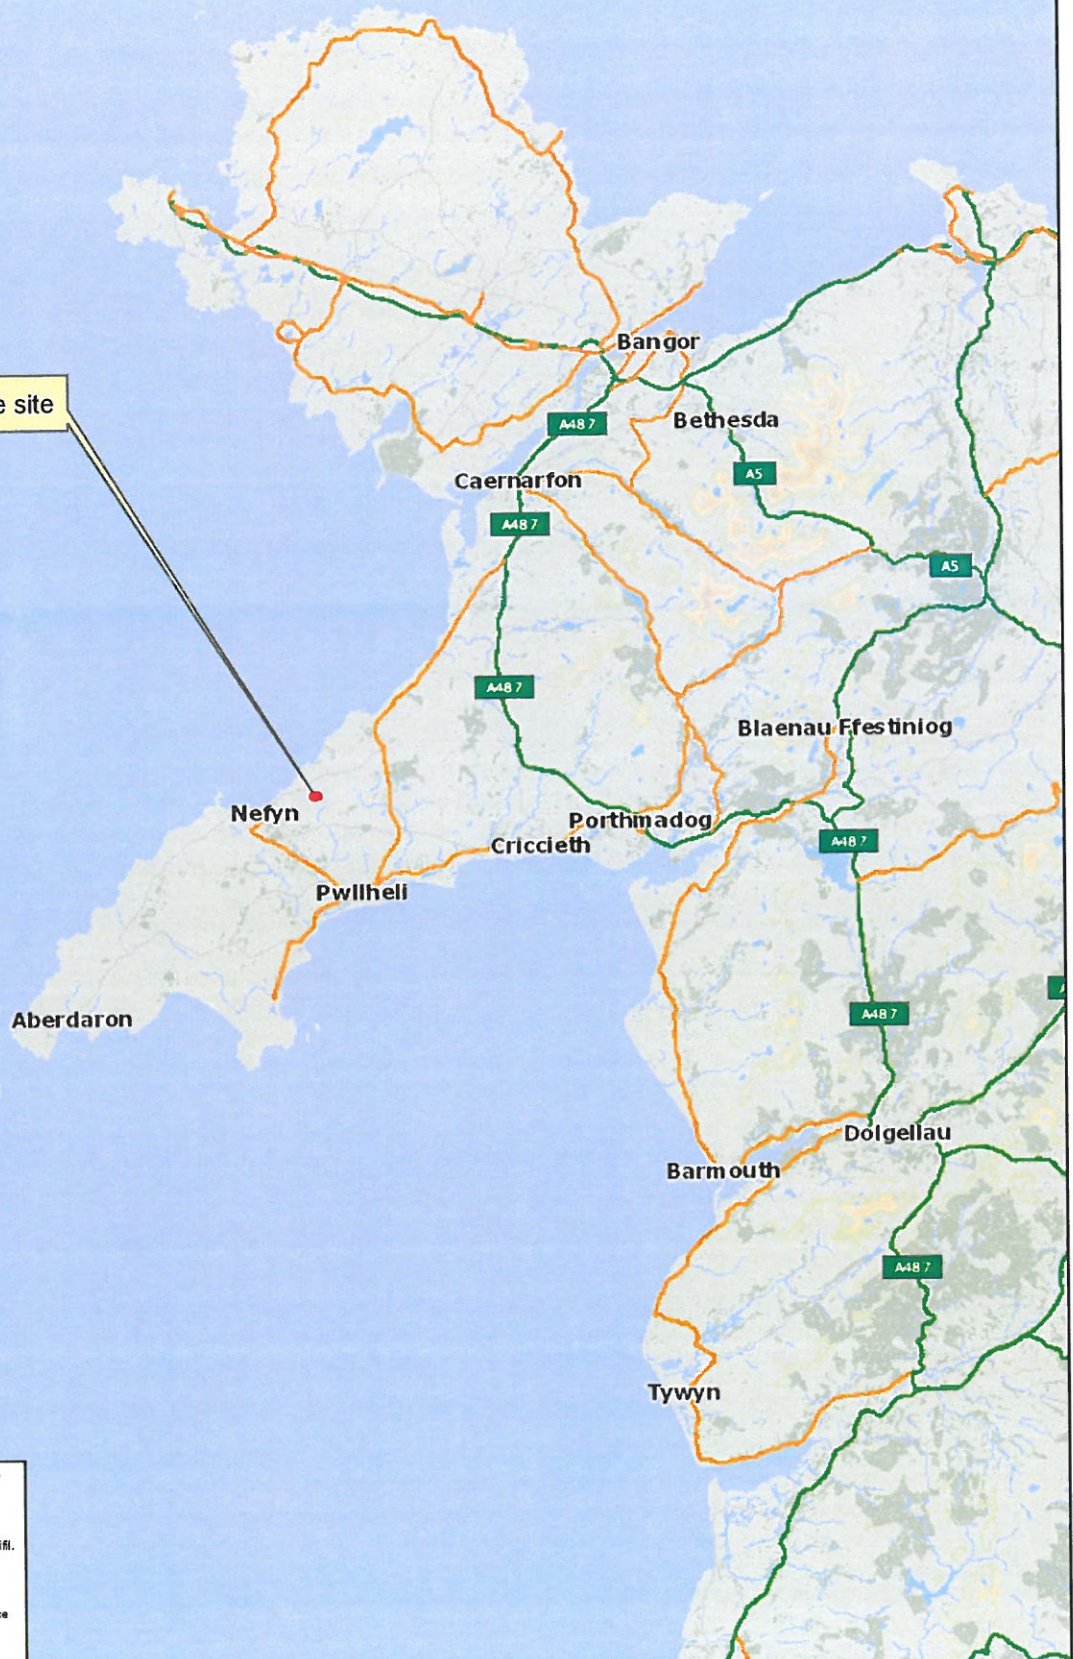 Bangor
e site
Bethesda
A487
A5
Caernarfon
A487
A5
A487
Blaenau Ffestiniog
Nefyn
Porthmadog
A487
Criccieth
Pwllheli
A487
Aberdaron
Dolgellau
Barmouth
A487
Tywyn